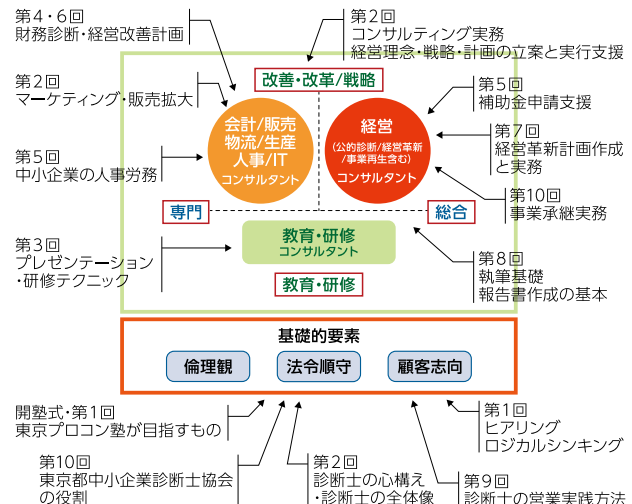 第4・6回
財務診断・経営改善計画
第2回
コンサルティング実務
経営理念・戦略・計画の立案と実行支援
改善・改革/戦略
第2回
マーケティング・販売拡大
第5回
補助金申請支援
会計/販売
物流/生産
人事/IT
コンサルタント
経営
(公的診断/経営革新
/事業再生含む)
コンサルタント
第7回
経営革新計画作成
と実務
第5回
中小企業の人事労務
第10回
事業承継実務
専門
総合
教育・研修
コンサルタント
第3回
プレゼンテーション
・研修テクニック
教育・研修
第8回
執筆基礎
報告書作成の基本
基礎的要素
倫理観
法令順守
顧客志向
開塾式・第1回
東京プロコン塾が目指すもの
第1回
ヒアリング
ロジカルシンキング
第10回
東京都中小企業診断士協会
の役割
第2回
診断士の心構え
・診断士の全体像
第9回
診断士の営業実践方法